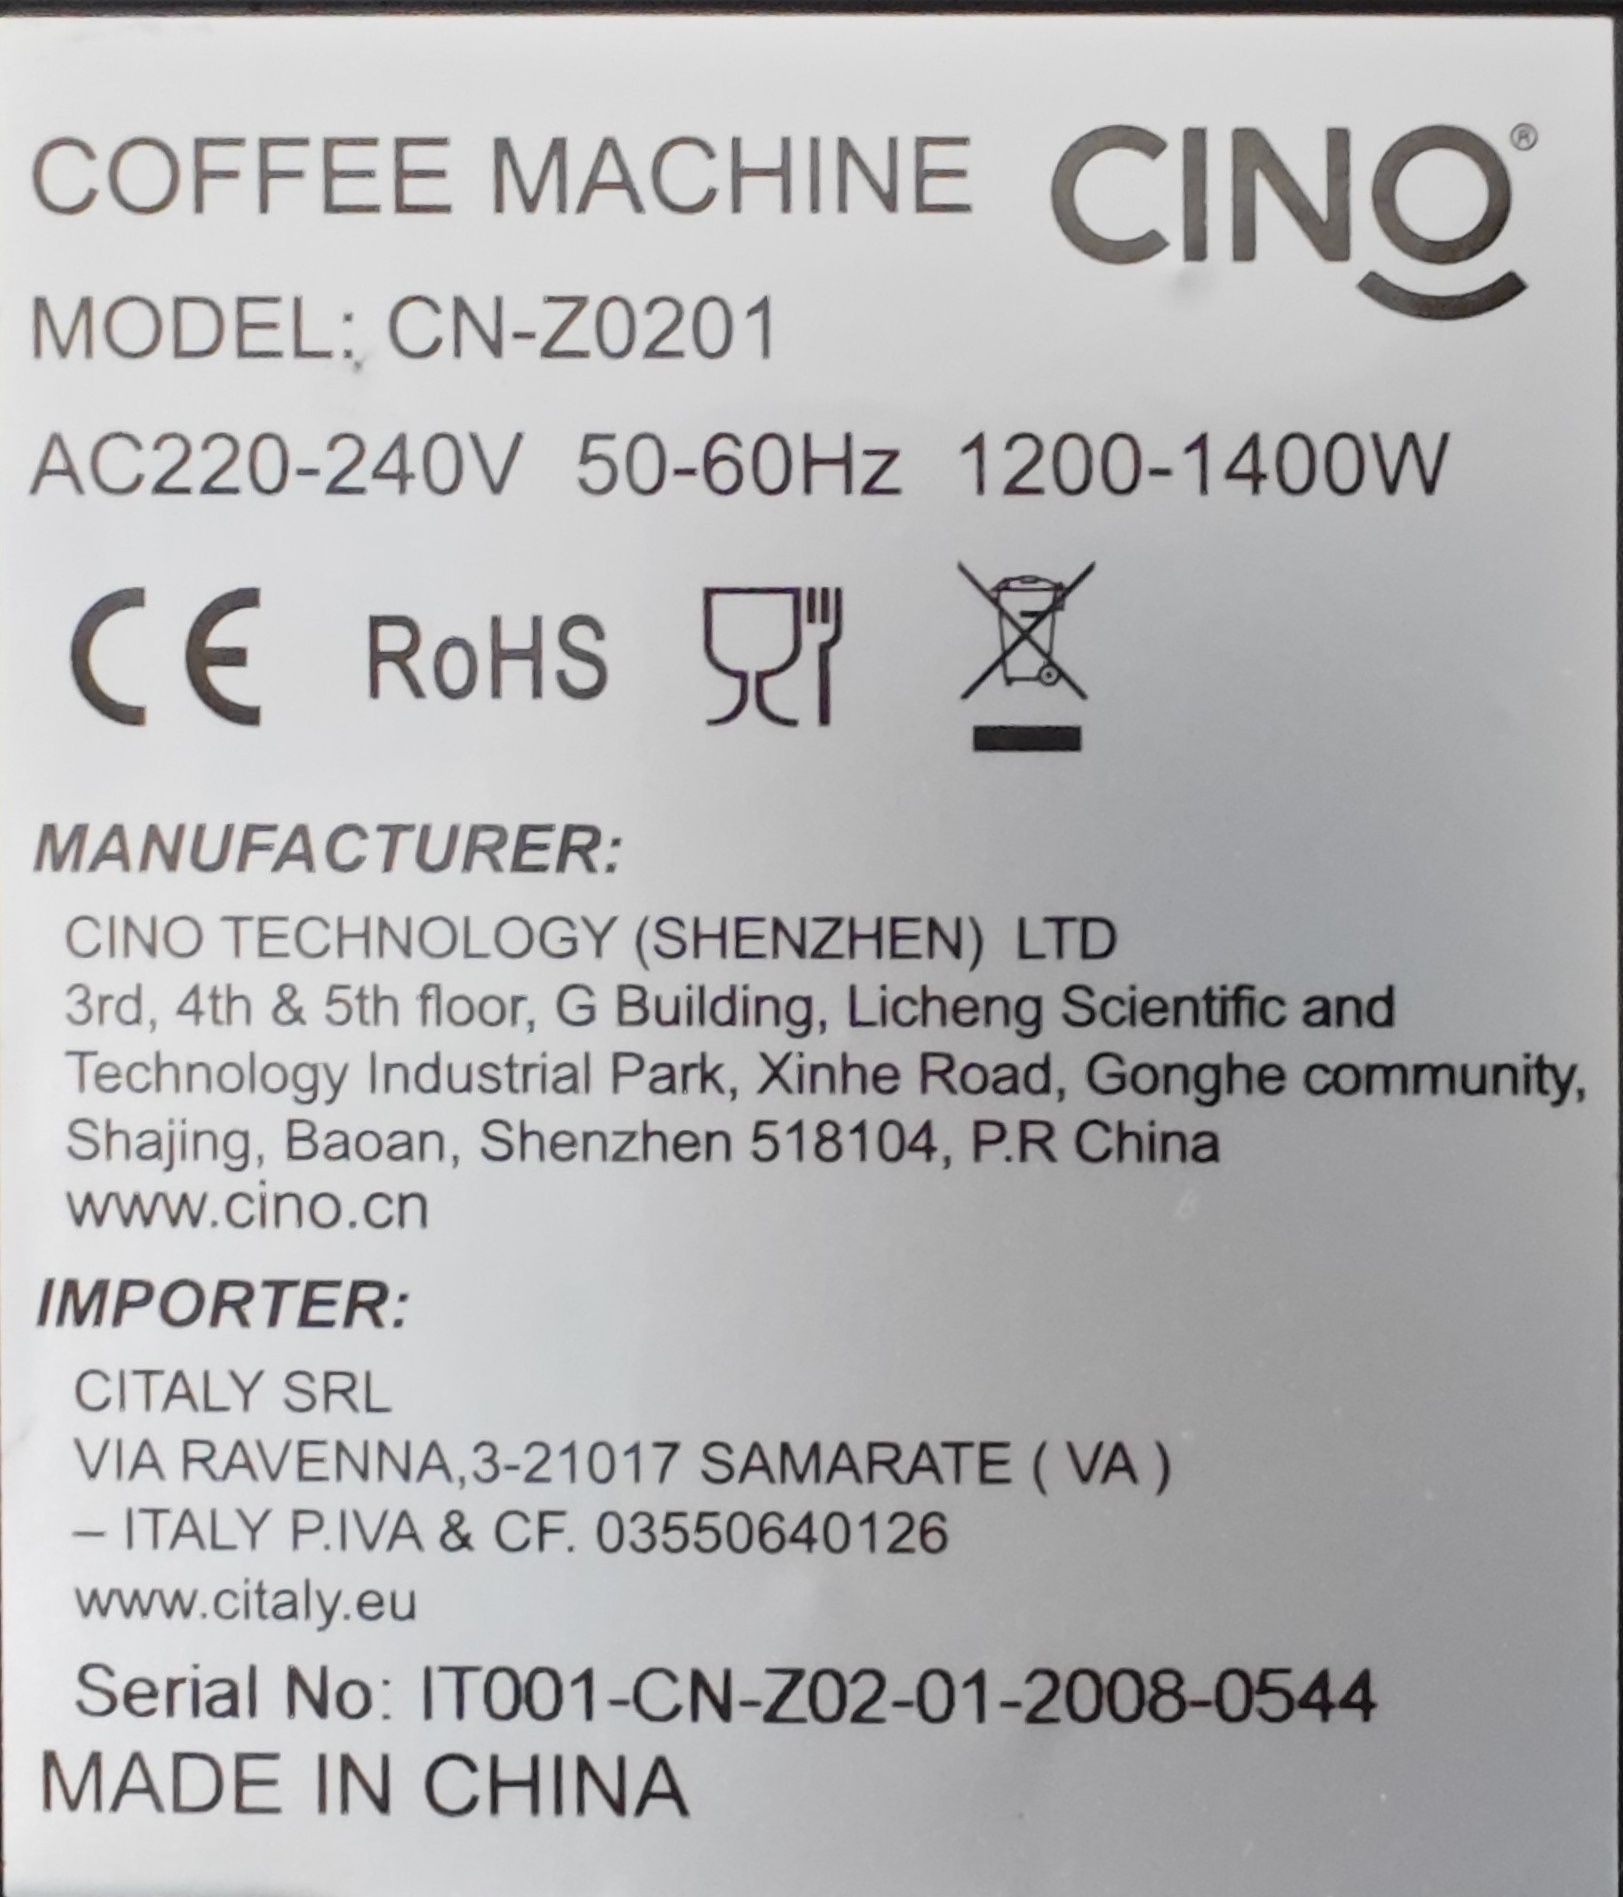 COFFEE MACHINE CINO®
MODEL: CN-Z0201
AC220-240V 50-60Hz 1200-1400W
CE RoHS
MANUFACTURER:
CINO TECHNOLOGY (SHENZHEN) LTD
3rd, 4th & 5th floor, G Building, Licheng Scientific and
Technology Industrial Park, Xinhe Road, Gonghe community,
Shajing, Baoan, Shenzhen 518104, P.R China
www.cino.cn
IMPORTER:
CITALY SRL
VIA RAVENNA,3-21017 SAMARATE ( VA )
– ITALY P.IVA & CF. 03550640126
www.citaly.eu
Serial No: IT001-CN-Z02-01-2008-0544
MADE IN CHINA